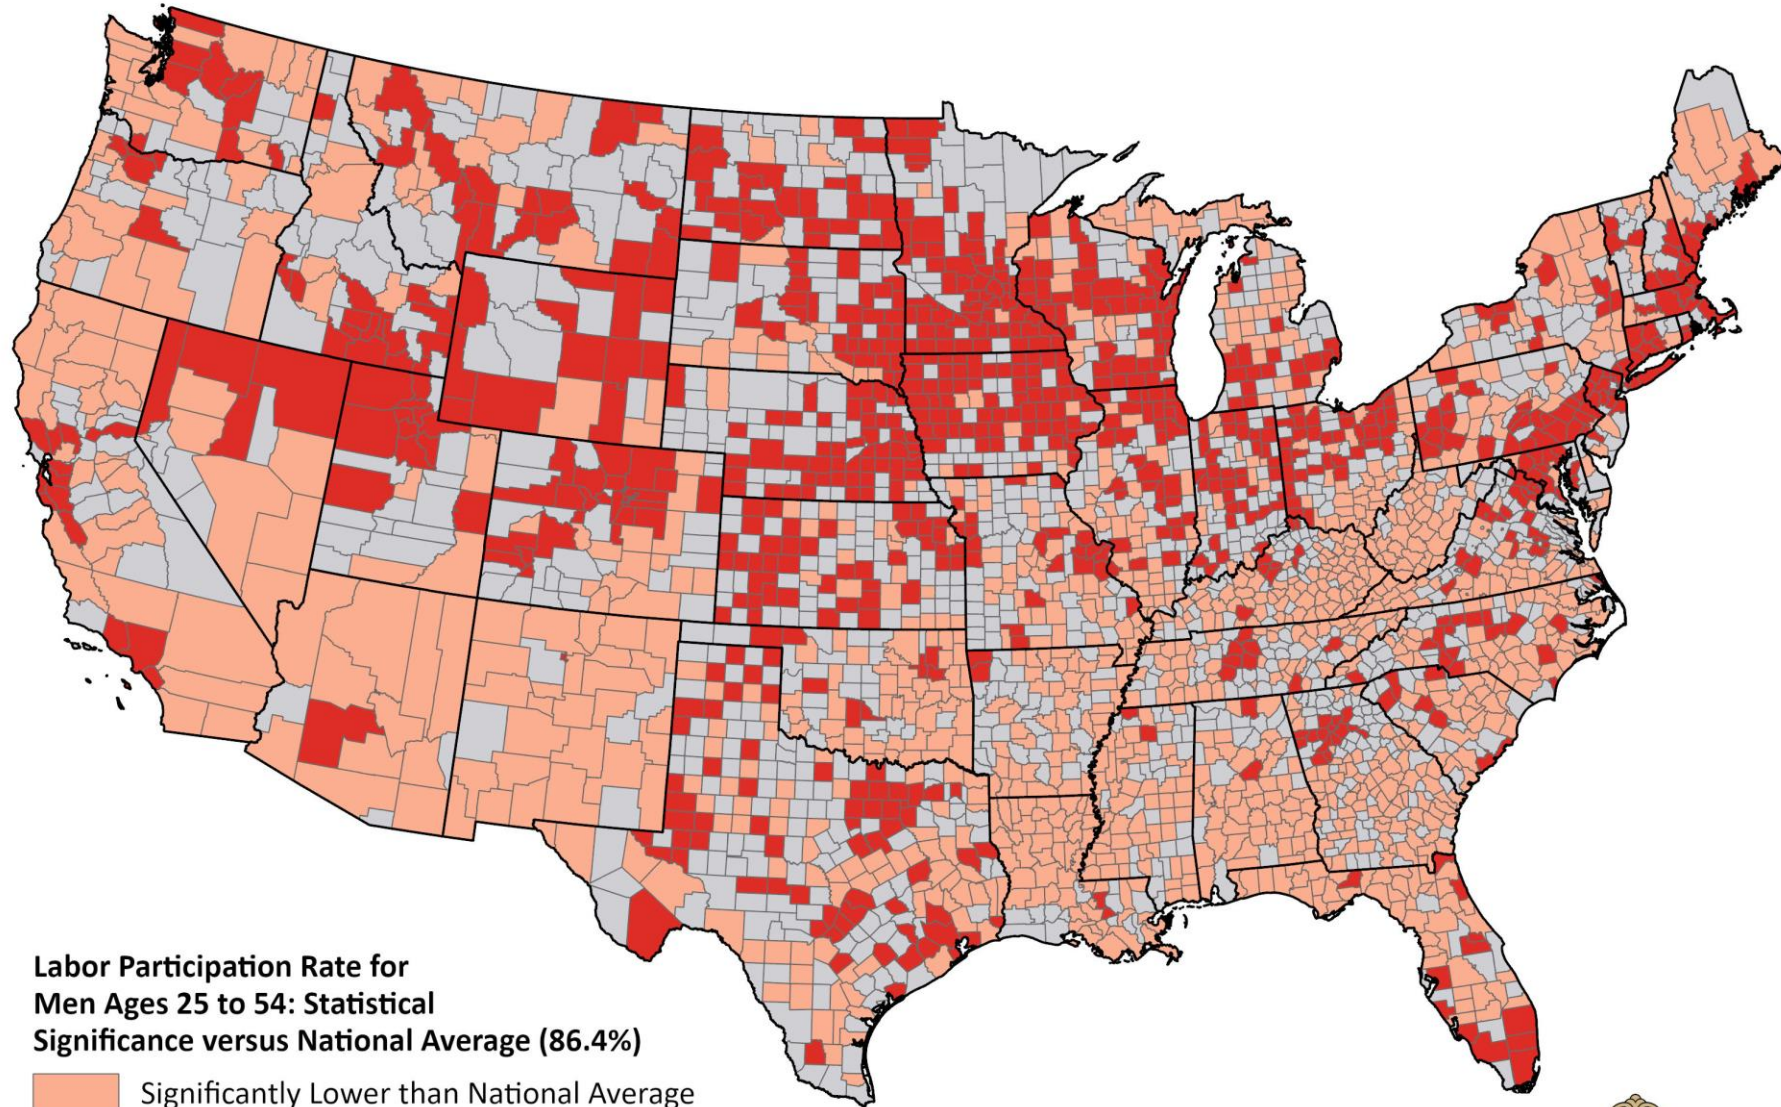 Labor Participation Rate for
Men Ages 25 to 54: Statistical
Significance versus National Average (86.4%)
Significantly Lower than National Average